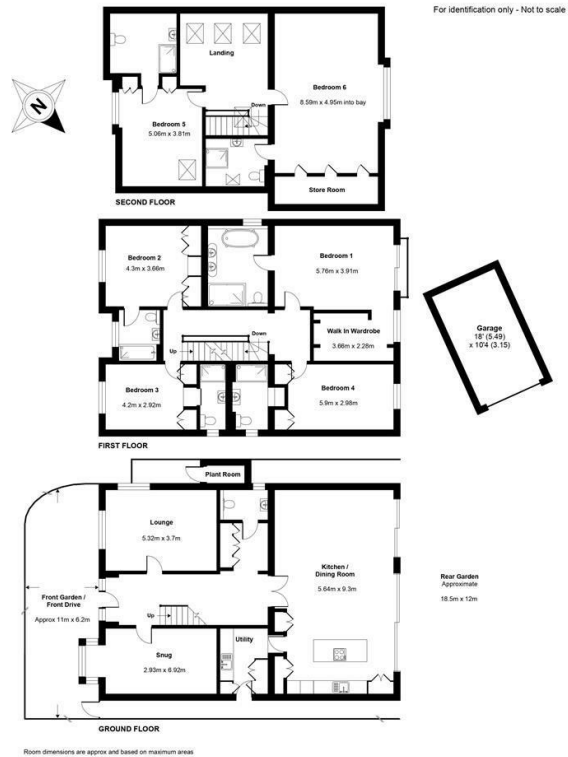 For identification only - Not to scale
Landing
Bedroom 6
8.59m x 4.95m into bay
Down
Bedroom 5
5.06m x 3.81m
N
Store Room
SECOND FLOOR
Bedroom 2
4.3m x 3.66m
Bedroom 1
5.76m x 3.91m
Garage
18' (5.49)
x 10'4 (3.15)
Walk In Wardrobe
3.66m x 2.28m
Down
Up
Bedroom 3
4.2m x 2.92m
Bedroom 4
5.9m x 2.98m
FIRST FLOOR
Plant Room
Lounge
5.32m x 3.7m
Kitchen /
Dining Room
5.64m x 9.3m
Rear Garden
Approximate
18.5m x 12m
Front Garden /
Front Drive
Approx 11m x 6.2m
Up
Utility
Snug
2.93m x 6.92m
GROUND FLOOR
Room dimensions are approx and based on maximum areas